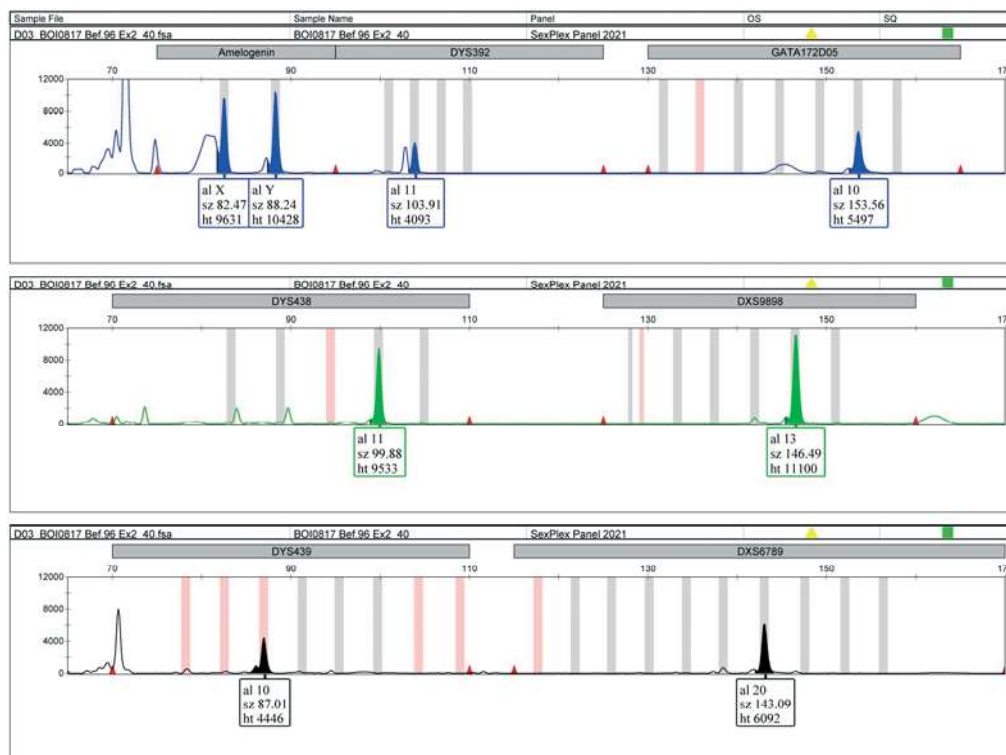 Sample File Sample Name Panel OS SQ
D03_BOI0817 Bef.96 Ex2_40.fsa BOI0817 Bef.96 Ex2_40 SexPlex Panel 2021
Amelogenin DYS392 GATA172D05
70 90 110 130 150 17
12000
8000
4000
0
al X al Y al 11 al 10
sz 82.47 sz 88.24 sz 103.91 sz 153.56
ht 9631 ht 10428 ht 4093 ht 5497
D03_BOI0817 Bef.96 Ex2_40.fsa BOI0817 Bef.96 Ex2_40 SexPlex Panel 2021
DYS438 DXS9898
70 90 110 130 150 17
12000
8000
4000
0
al 11 al 13
sz 99.88 sz 146.49
ht 9533 ht 11100
D03_BOI0817 Bef.96 Ex2_40.fsa BOI0817 Bef.96 Ex2_40 SexPlex Panel 2021
DYS439 DXS6789
70 90 110 130 150 17
12000
8000
4000
0
al 10 al 20
sz 87.01 sz 143.09
ht 4446 ht 6092